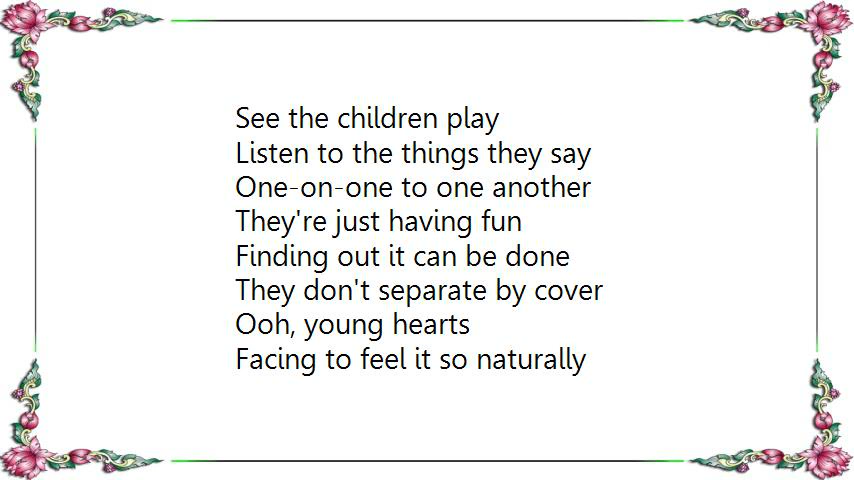 See the children play
Listen to the things they say
One-on-one to one another
They're just having fun
Finding out it can be done
They don't separate by cover
Ooh, young hearts
Facing to feel it so naturally